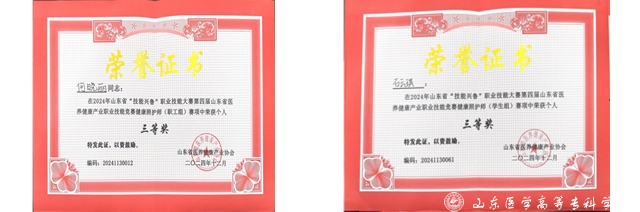 荣誉证书
同志:
在2024年山东省“技能兴鲁”职业技能大赛第四届山东省医
养健康产业职业技能竞赛健康照护师(职工组)赛项中荣获个人
三等奖
特发此证,以资鼓励。
山东省医养健康产业协会
编码:20241130012
二〇二四年十二月
荣誉证书
:
在2024年山东省“技能兴鲁”职业技能大赛第四届山东省医
养健康产业职业技能竞赛健康照护师(学生组)赛项中荣获个人
三等奖
特发此证,以资鼓励。
山东省医养健康产业协会
编码:20241130061
二〇二四年十二月
山东医学高等专科学